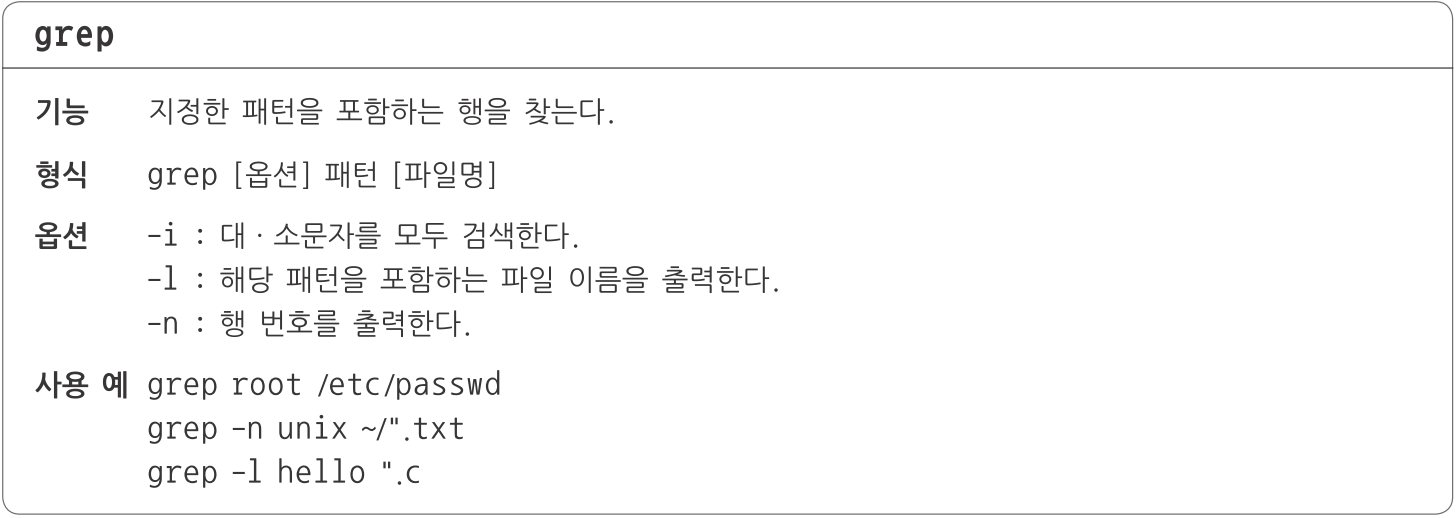 grep
기능 지정한 패턴을 포함하는 행을 찾는다.
형식 grep [옵션] 패턴 [파일명]
옵션 -i : 대·소문자를 모두 검색한다.
-l : 해당 패턴을 포함하는 파일 이름을 출력한다.
-n : 행 번호를 출력한다.
사용 예 grep root /etc/passwd
grep -n unix ~/".txt
grep -l hello ".c